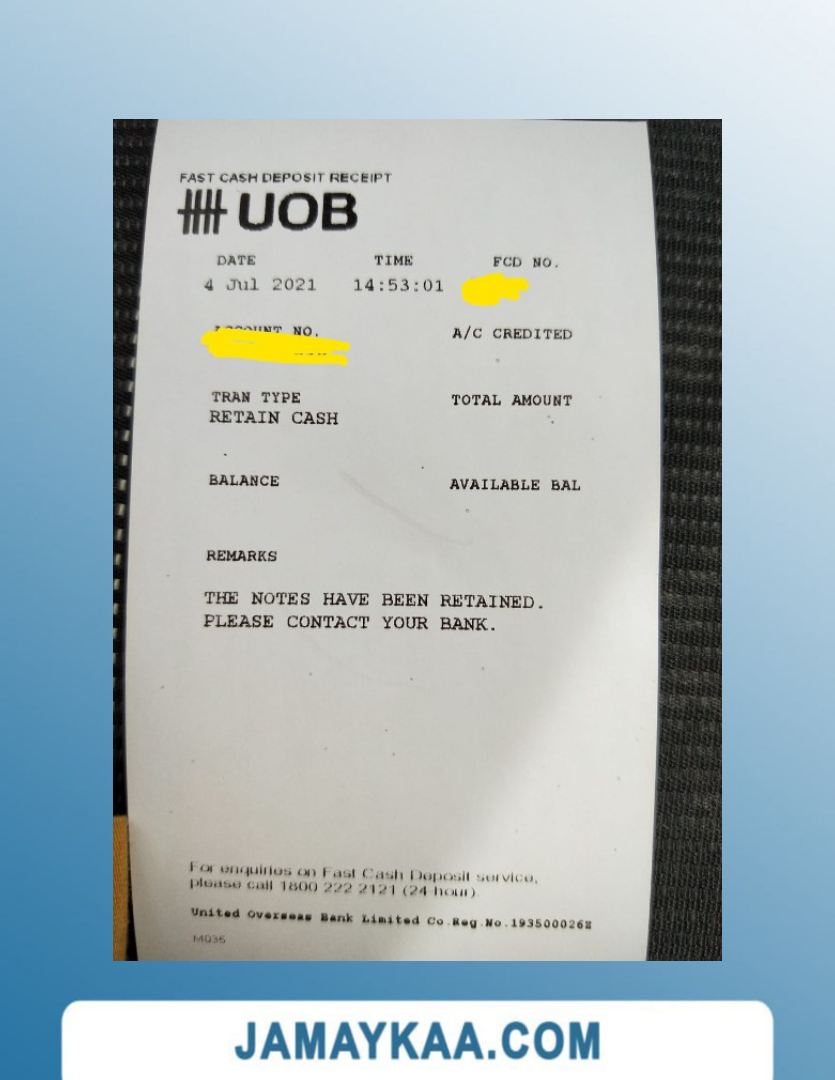 FAST CASH DEPOSIT RECEIPT
UOB
DATE TIME FCD NO.
4 Jul 2021 14:53:01
ACCOUNT NO. A/C CREDITED
TRAN TYPE TOTAL AMOUNT
RETAIN CASH
BALANCE AVAILABLE BAL
REMARKS
THE NOTES HAVE BEEN RETAINED.
PLEASE CONTACT YOUR BANK.
For enquiries on Fast Cash Deposit service,
please call 1800 222 2121 (24 hour)
United Overseas Bank Limited Co.Reg.No.193500026Z
M036
JAMAYKAA.COM